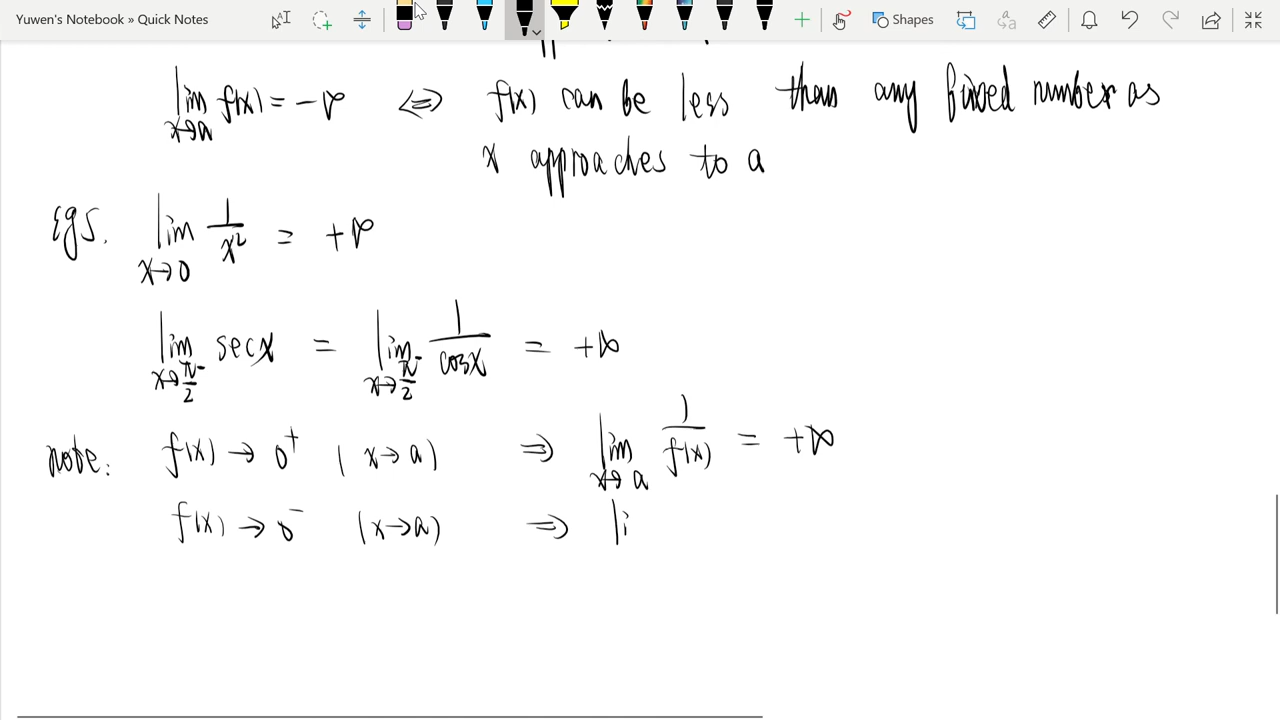 Yuwen's Notebook » Quick Notes
Shapes
lim x→a f(x) = -∞ <=> f(x) can be less than any fixed number as
x approaches to a
Egs. lim x→0 1/x² = +∞
lim x→π/2⁻ secx = lim x→π/2⁻ 1/cosx = +∞
note: f(x) → 0⁺ (x→a) ⇒ lim x→a 1/f(x) = +∞
f(x) → 0⁻ (x→a) ⇒ li